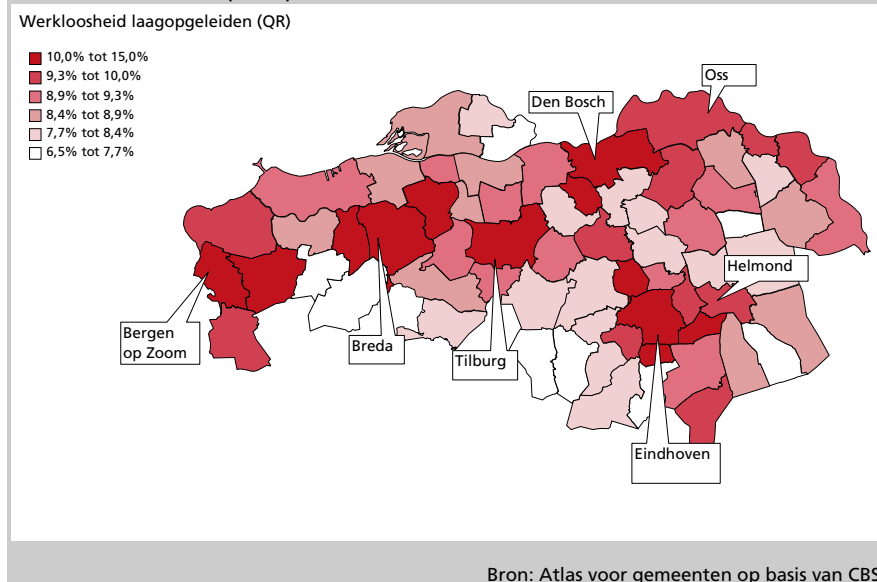 Werkloosheid laagopgeleiden (QR)
10,0% tot 15,0%
9,3% tot 10,0%
8,9% tot 9,3%
8,4% tot 8,9%
7,7% tot 8,4%
6,5% tot 7,7%
Oss
Den Bosch
Helmond
Bergen
op Zoom
Breda
Tilburg
Eindhoven
Bron: Atlas voor gemeenten op basis van CBS